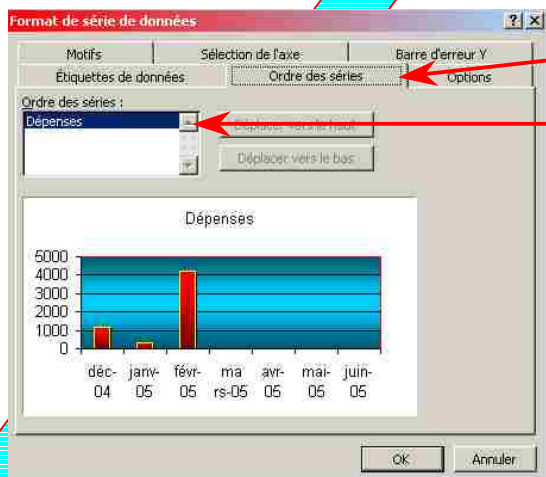 Format de série de données
Motifs Sélection de l'axe Barre d'erreur Y
Étiquettes de données Ordre des séries Options
Ordre des séries :
Dépenses
Déplacer vers le haut
Déplacer vers le bas
Dépenses
5000
4000
3000
2000
1000
0
déc- janv- févr- ma avr- mai- juin-
04 05 05 rs-05 05 05 05
OK Annuler